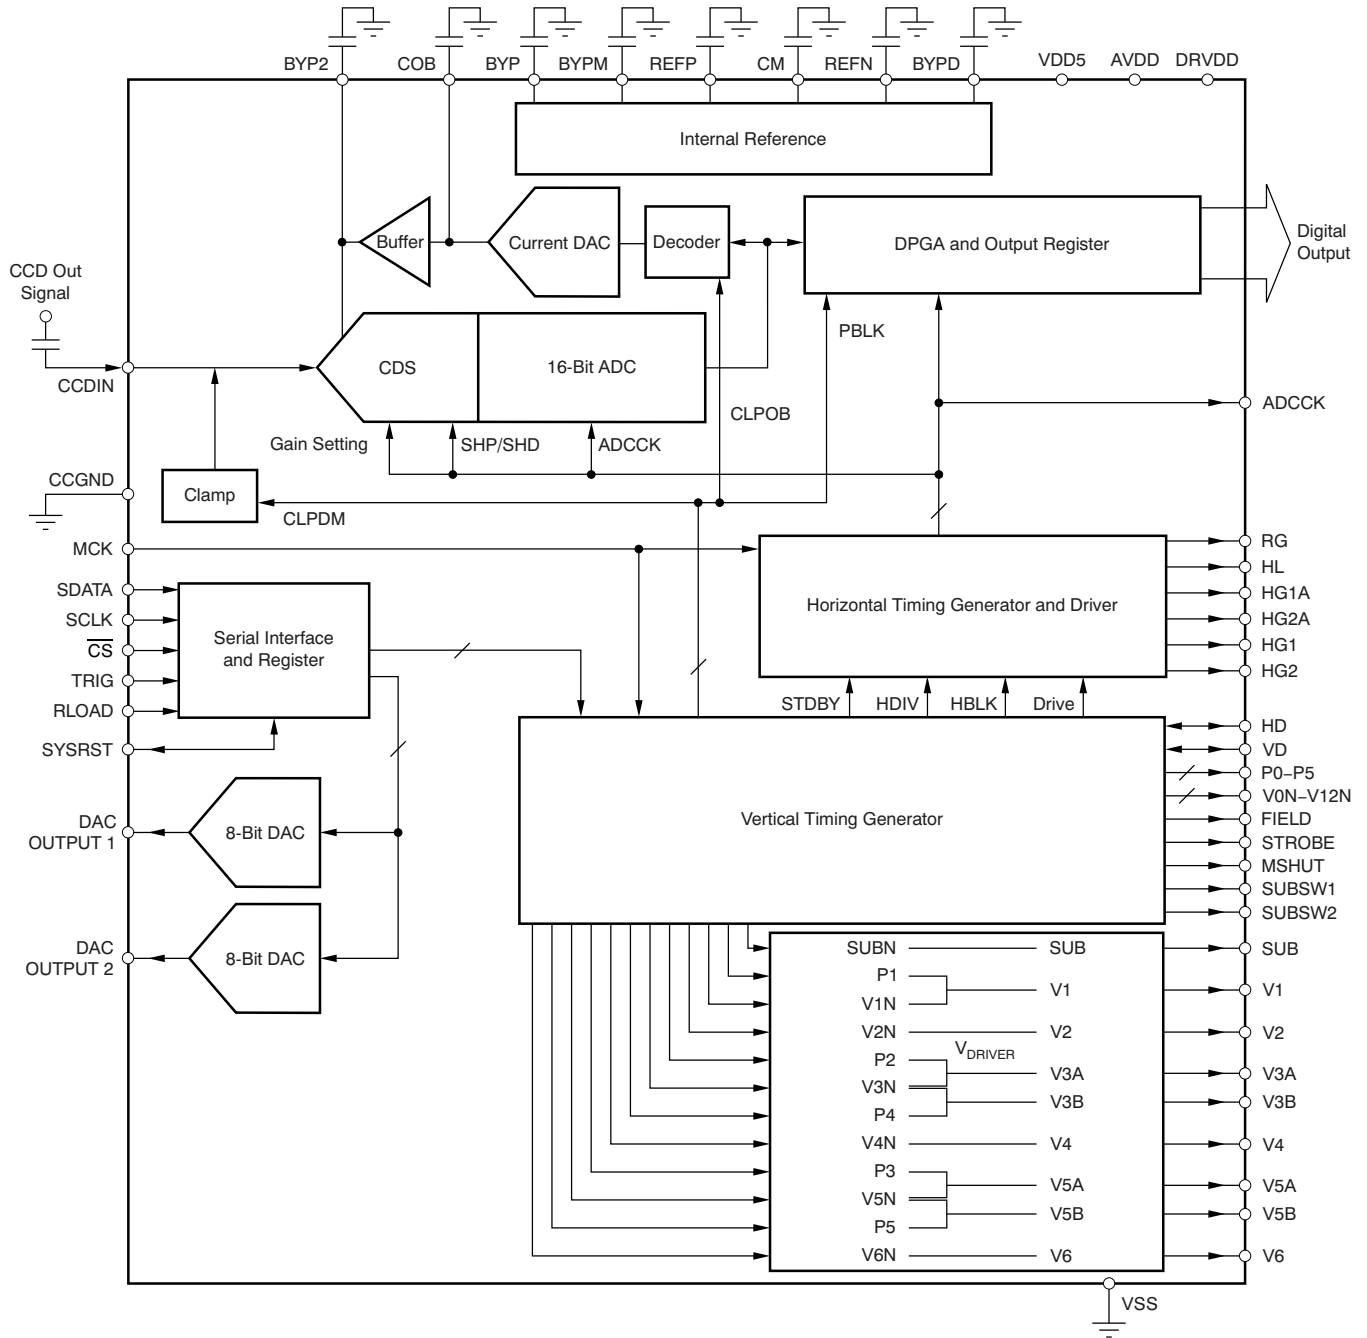 BYP2
COB
BYP
BYPM
REFP
CM
REFN
BYPD
VDD5
AVDD
DRVDD
Internal Reference
Buffer
Current DAC
Decoder
DPGA and Output Register
Digital
Output
CCD Out
Signal
CCDIN
CDS
16-Bit ADC
PBLK
CLPOB
ADCCK
Gain Setting
SHP/SHD
ADCCK
CCGND
Clamp
CLPDM
MCK
SDATA
SCLK
CS
TRIG
RLOAD
SYSRST
Serial Interface
and Register
Horizontal Timing Generator and Driver
RG
HL
HG1A
HG2A
HG1
HG2
STDBY
HDIV
HBLK
Drive
HD
VD
P0–P5
V0N–V12N
FIELD
STROBE
MSHUT
SUBSW1
SUBSW2
Vertical Timing Generator
DAC
OUTPUT 1
8-Bit DAC
DAC
OUTPUT 2
8-Bit DAC
SUBN
SUB
SUB
P1
V1N
V1
V1
V2N
V2
V2
P2
VDRIVER
V3N
V3A
V3A
P4
V3B
V3B
V4N
V4
V4
P3
V5N
V5A
V5A
P5
V5B
V5B
V6N
V6
V6
VSS